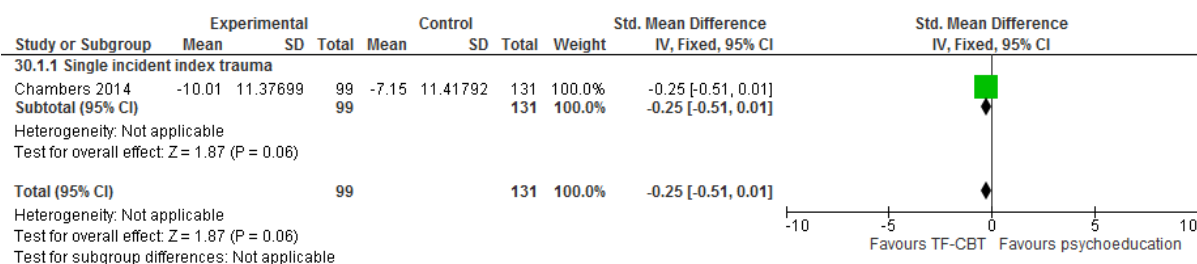 Experimental Control Std. Mean Difference Std. Mean Difference
Study or Subgroup Mean SD Total Mean SD Total Weight IV, Fixed, 95% CI IV, Fixed, 95% CI
30.1.1 Single incident index trauma
Chambers 2014 -10.01 11.37699 99 -7.15 11.41792 131 100.0% -0.25 [-0.51, 0.01]
Subtotal (95% CI) 99 131 100.0% -0.25 [-0.51, 0.01]
Heterogeneity: Not applicable
Test for overall effect: Z = 1.87 (P = 0.06)
Total (95% CI) 99 131 100.0% -0.25 [-0.51, 0.01]
Heterogeneity: Not applicable
Test for overall effect: Z = 1.87 (P = 0.06)
Test for subgroup differences: Not applicable
-10 -5 0 5 10
Favours TF-CBT Favours psychoeducation